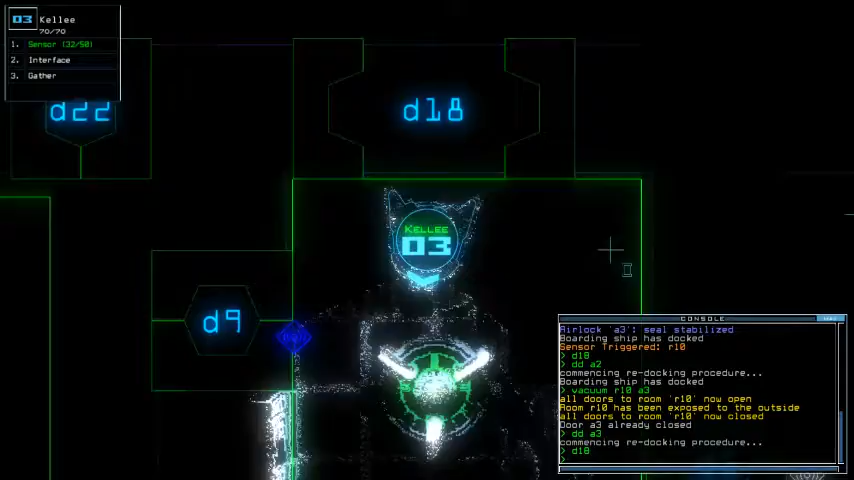 03 Kellee
70/70
1. Sensor (32/50)
2. Interface
3. Gather
d22
d18
KELLEE
03
d9
CONSOLE
Airlock 'a3': seal stabilized
Boarding ship has docked
Sensor Triggered: r10
> d18
> dd a2
commencing re-docking procedure...
Boarding ship has docked
> vacuum r10 a3
all doors to room 'r10' now open
Room r10 has been exposed to the outside
all doors to room 'r10' now closed
Door a3 already closed
> dd a3
commencing re-docking procedure...
> d18
>